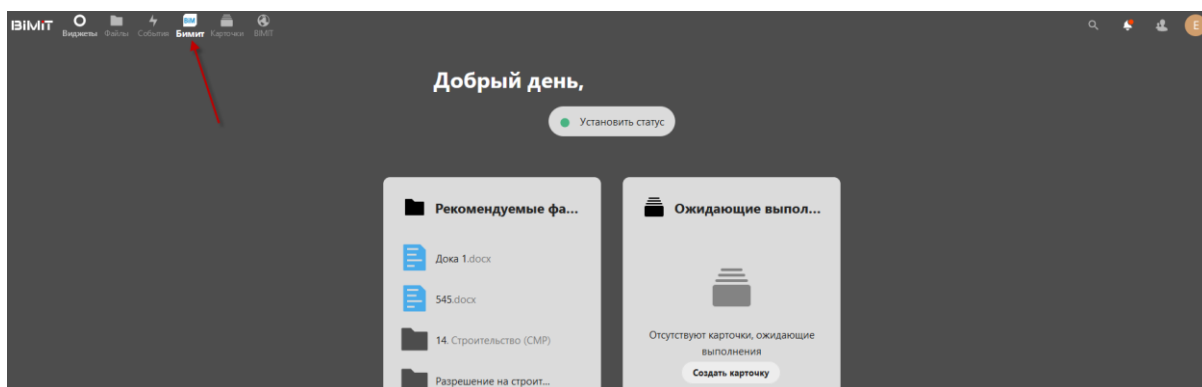 BIMIT
Виджеты Файлы События Бимит Карточки BIMIT
BIM
E
Добрый день,
Установить статус
Рекомендуемые фа...
Ожидающие выпол...
Дока 1.docx
545.docx
14. Строительство (СМР)
Разрешение на строит...
Отсутствуют карточки, ожидающие
выполнения
Создать карточку